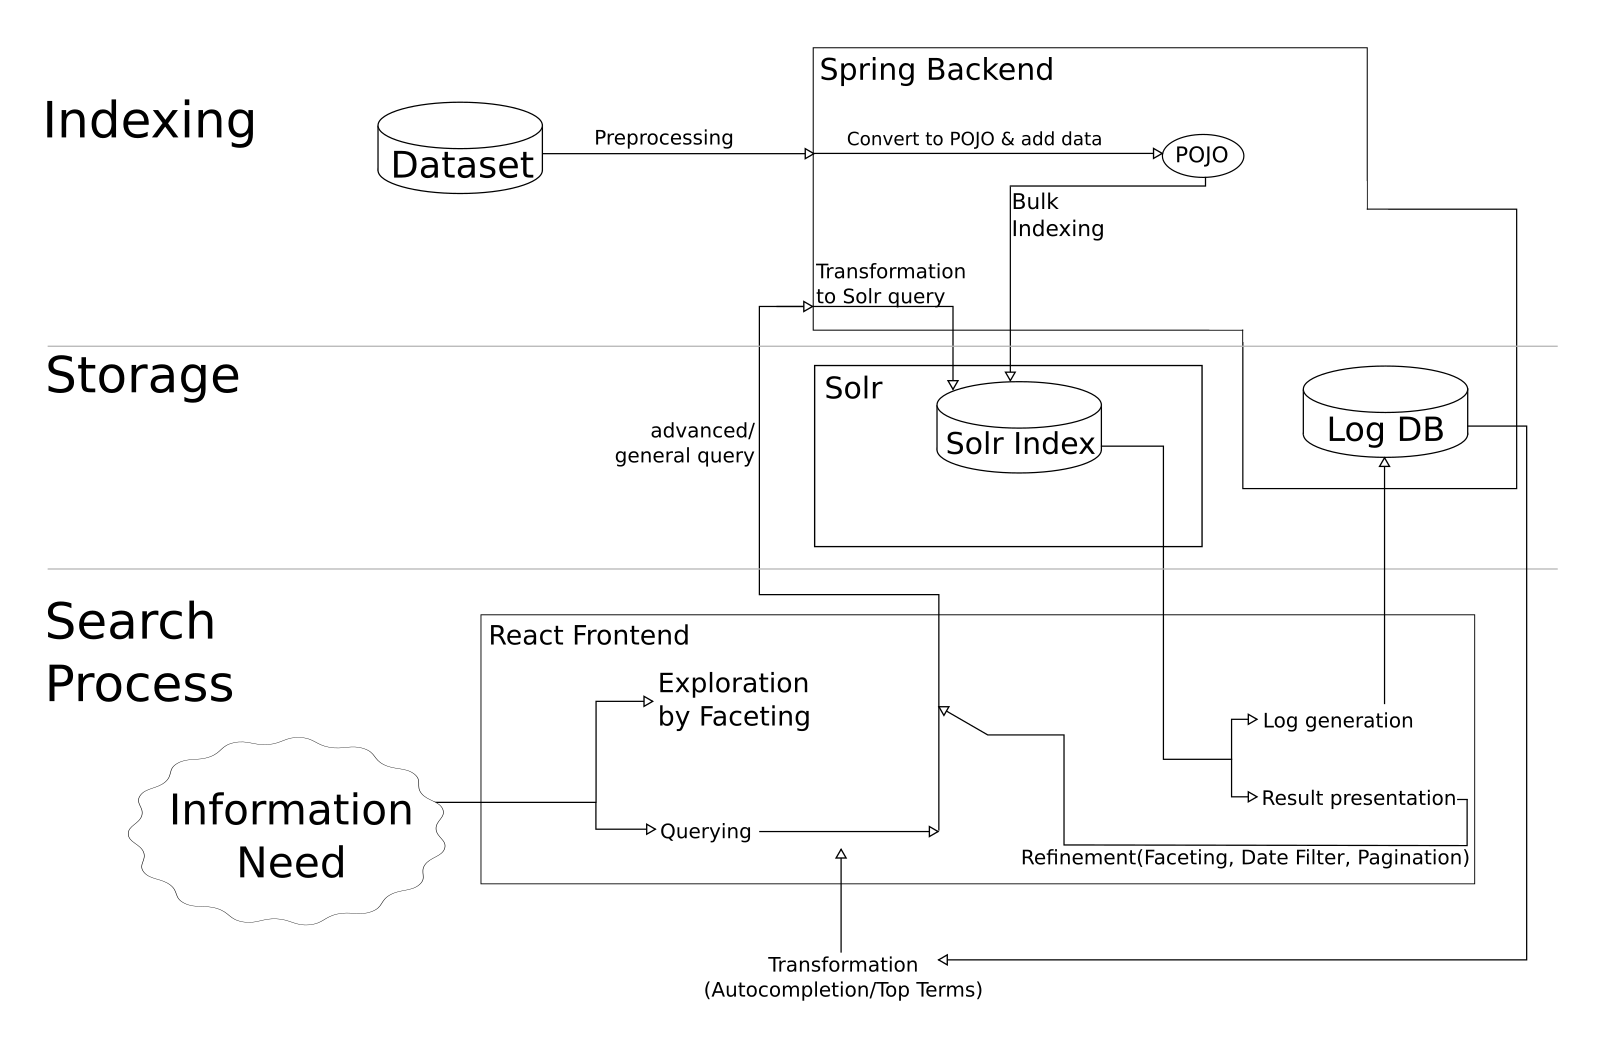 Spring Backend
Indexing
Dataset
Preprocessing
Convert to POJO & add data
POJO
Bulk
Indexing
Transformation
to Solr query
Storage
Solr
Solr Index
Log DB
advanced/
general query
Search
Process
React Frontend
Exploration
by Faceting
Log generation
Information
Need
Querying
Result presentation
Refinement(Faceting, Date Filter, Pagination)
Transformation
(Autocompletion/Top Terms)